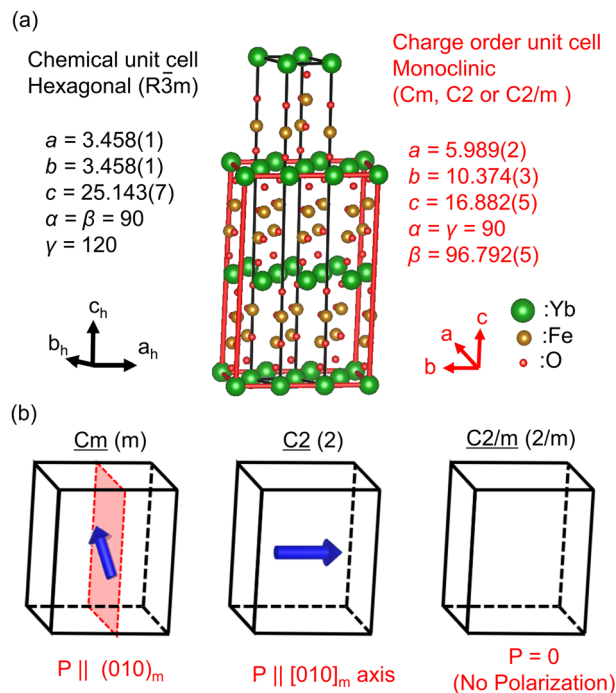 (a)
Chemical unit cell
Hexagonal (R3̄m)
a = 3.458(1)
b = 3.458(1)
c = 25.143(7)
α = β = 90
γ = 120
Charge order unit cell
Monoclinic
(Cm, C2 or C2/m )
a = 5.989(2)
b = 10.374(3)
c = 16.882(5)
α = γ = 90
β = 96.792(5)
c_h
b_h
a_h
a
c
b
:Yb
:Fe
:O
(b)
Cm (m)
C2 (2)
C2/m (2/m)
P || (010)_m
P || [010]_m axis
P = 0
(No Polarization)